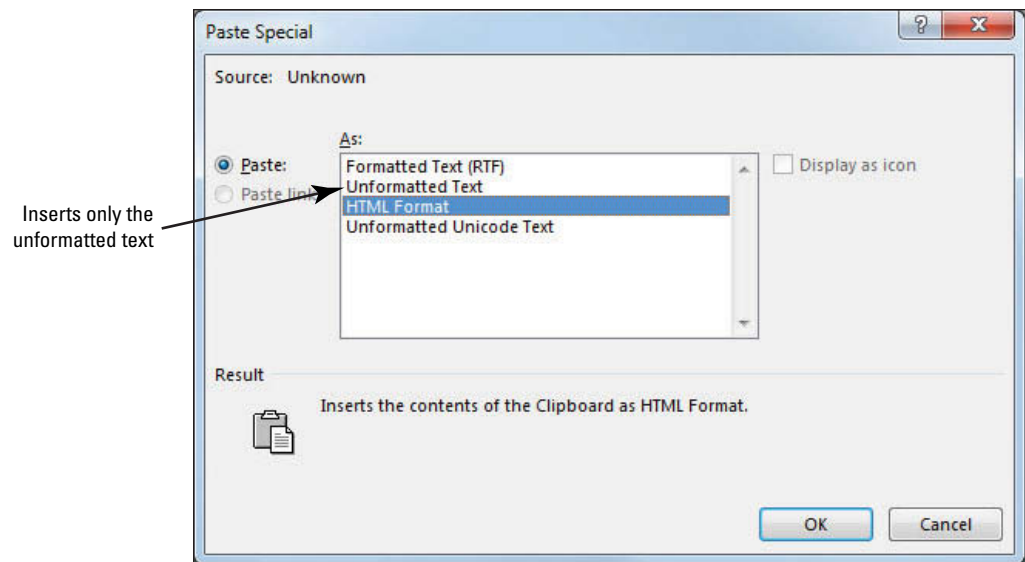 Paste Special
Source: Unknown
As:
Paste:
Paste link
Formatted Text (RTF)
Unformatted Text
HTML Format
Unformatted Unicode Text
Display as icon
Inserts only the
unformatted text
Result
Inserts the contents of the Clipboard as HTML Format.
OK
Cancel